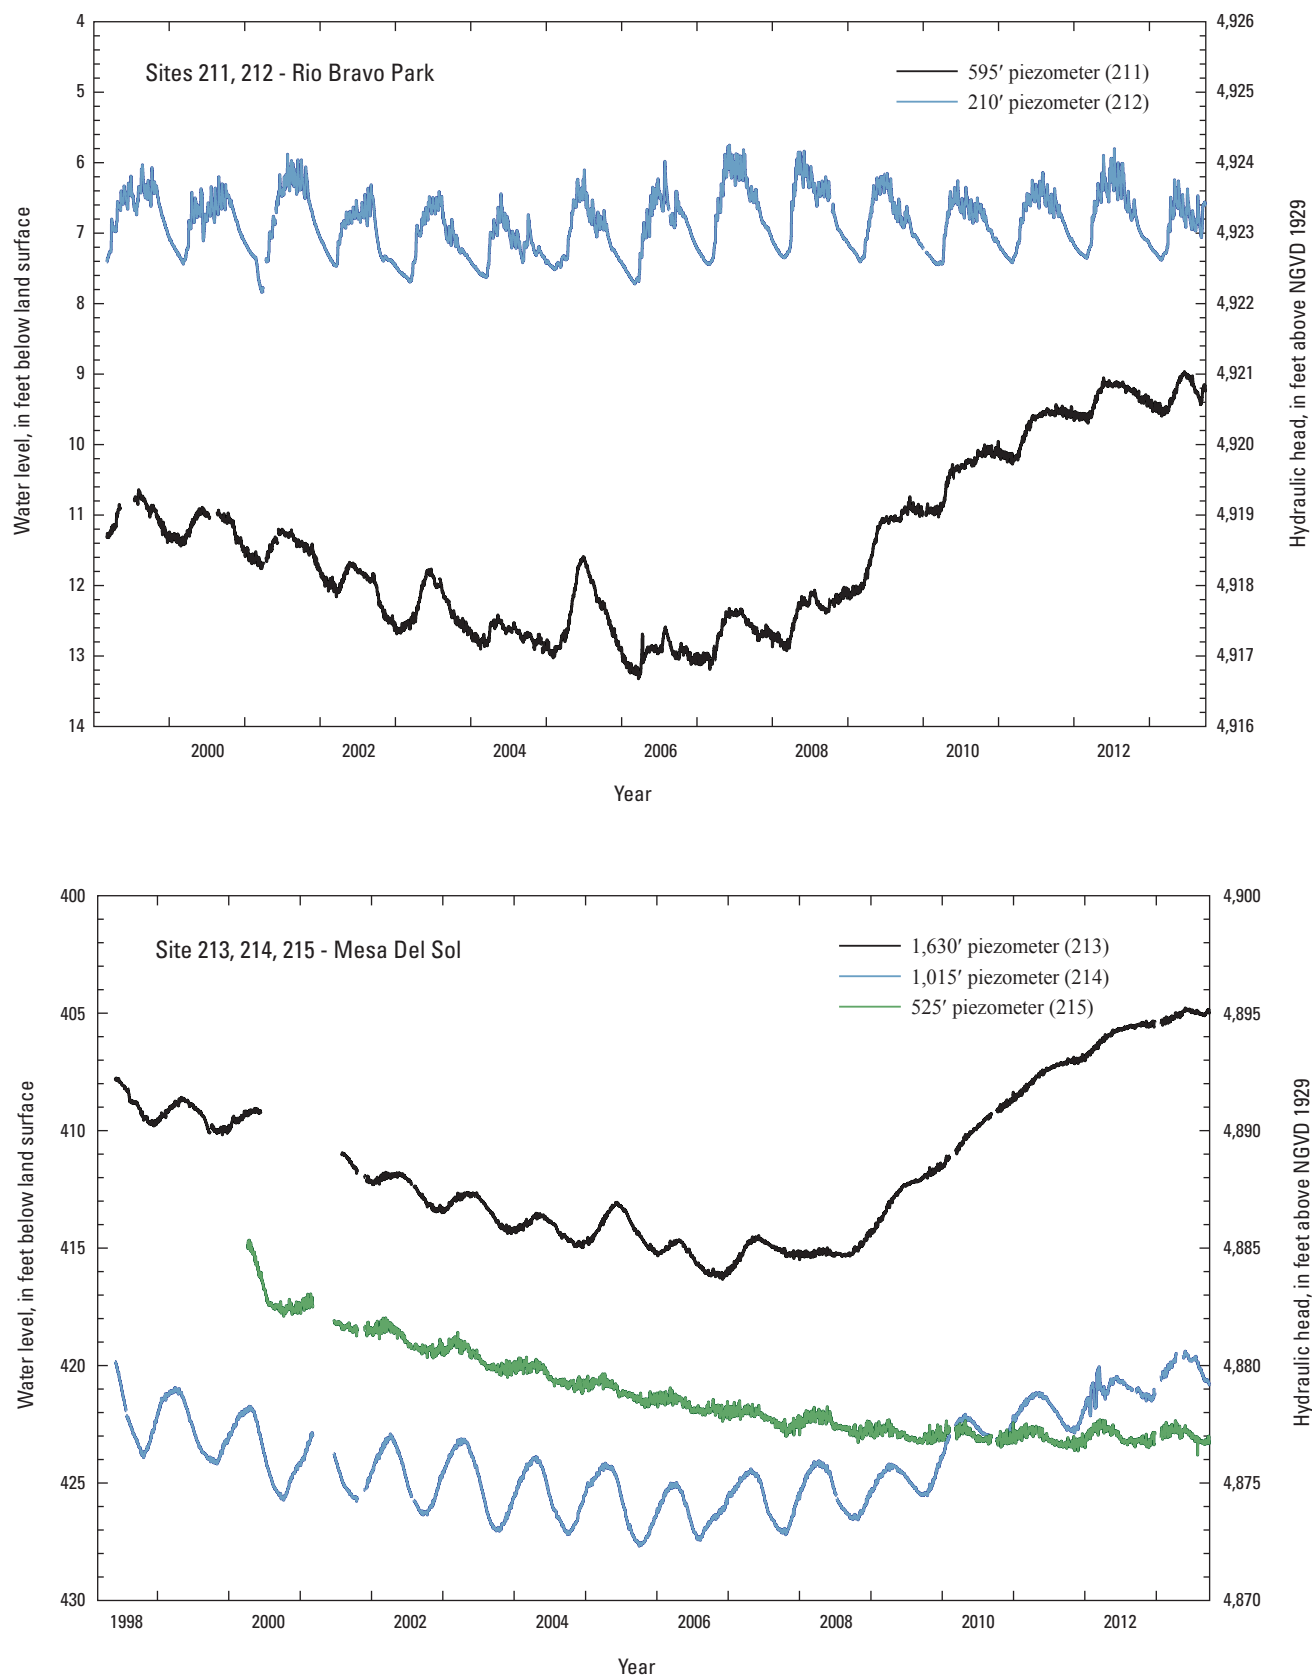 Sites 211, 212 - Rio Bravo Park
595′ piezometer (211)
210′ piezometer (212)
4
5
6
7
8
9
10
11
12
13
14
Water level, in feet below land surface
4,926
4,925
4,924
4,923
4,922
4,921
4,920
4,919
4,918
4,917
4,916
Hydraulic head, in feet above NGVD 1929
2000 2002 2004 2006 2008 2010 2012
Year
Site 213, 214, 215 - Mesa Del Sol
1,630′ piezometer (213)
1,015′ piezometer (214)
525′ piezometer (215)
400
405
410
415
420
425
430
Water level, in feet below land surface
4,900
4,895
4,890
4,885
4,880
4,875
4,870
Hydraulic head, in feet above NGVD 1929
1998 2000 2002 2004 2006 2008 2010 2012
Year